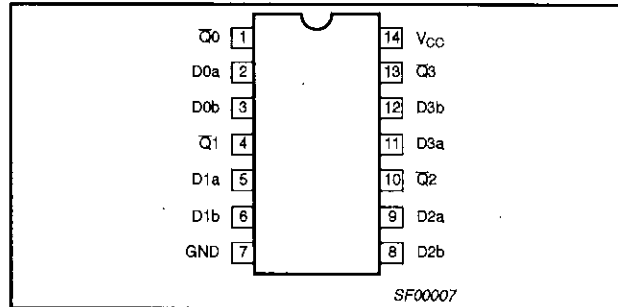 Q̅0 1 14 VCC
D0a 2 13 Q̅3
D0b 3 12 D3b
Q̅1 4 11 D3a
D1a 5 10 Q̅2
D1b 6 9 D2a
GND 7 8 D2b
SF00007